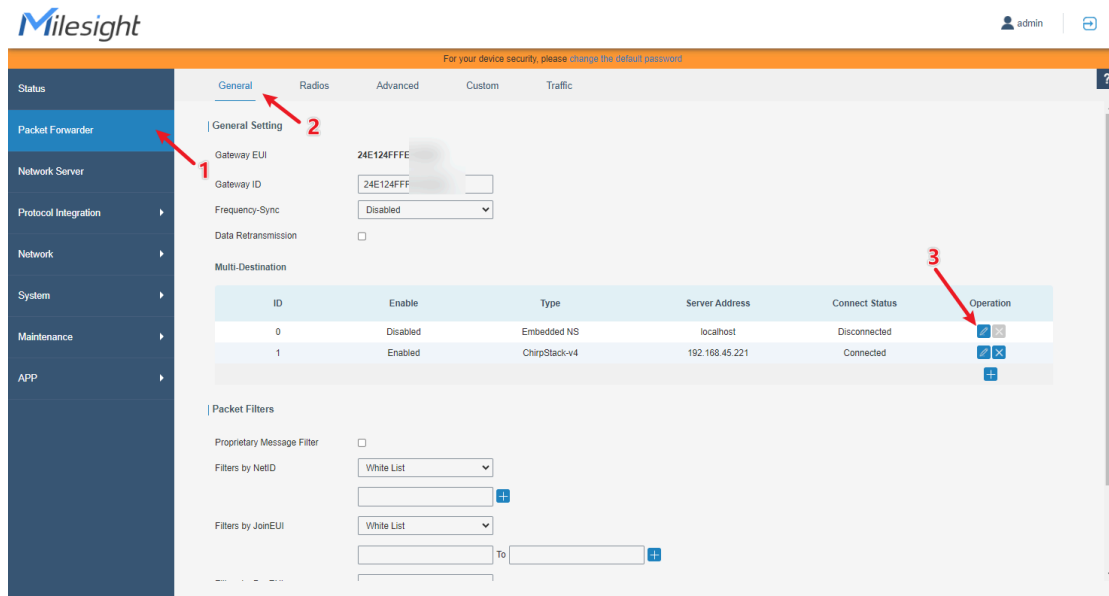 Milesight
admin
For your device security, please change the default password
?
Status
Packet Forwarder
Network Server
Protocol Integration
Network
System
Maintenance
APP
General Radios Advanced Custom Traffic
1
2
General Setting
Gateway EUI 24E124FFFE
Gateway ID 24E124FFF
Frequency-Sync Disabled
Data Retransmission
Multi-Destination
3
ID Enable Type Server Address Connect Status Operation
0 Disabled Embedded NS localhost Disconnected
1 Enabled ChirpStack-v4 192.168.45.221 Connected
Packet Filters
Proprietary Message Filter
Filters by NetID White List
Filters by JoinEUI White List
To